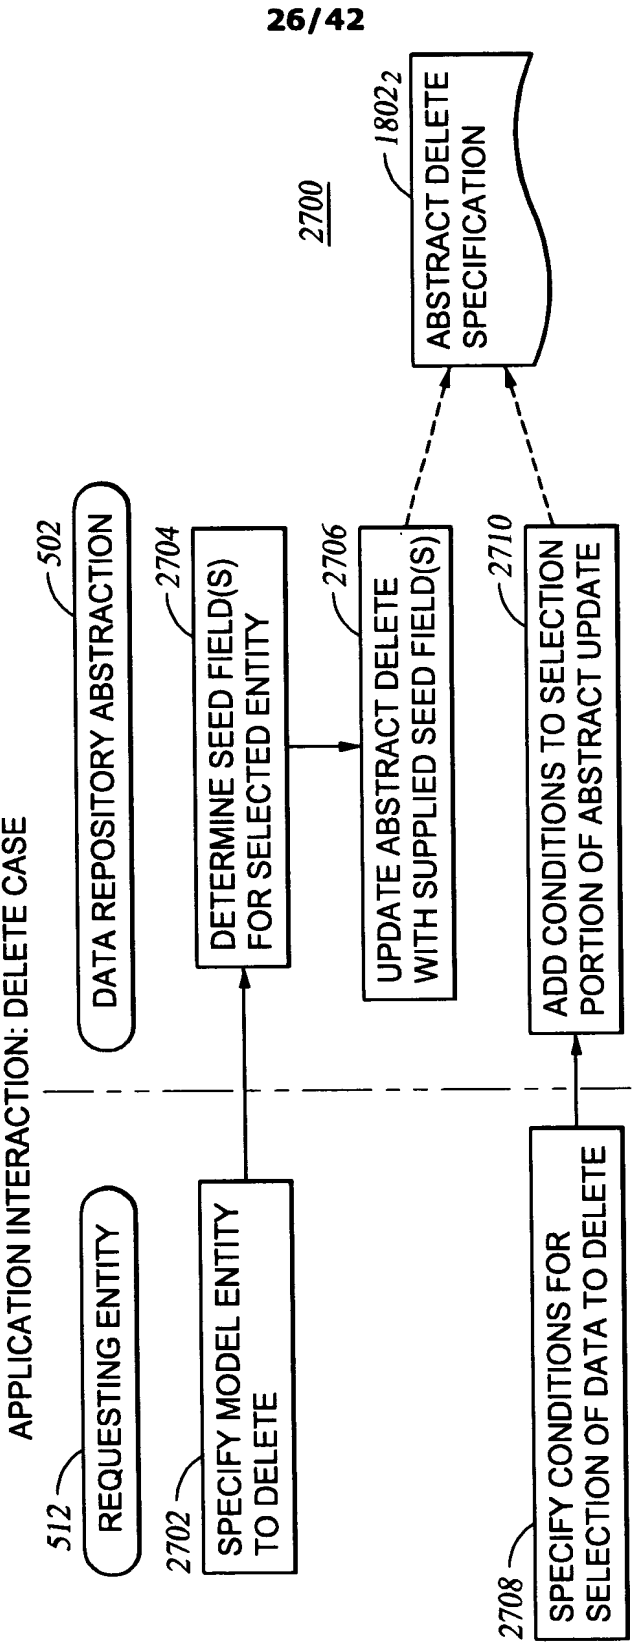 26/42
APPLICATION INTERACTION: DELETE CASE
512
REQUESTING ENTITY
502
DATA REPOSITORY ABSTRACTION
2702
SPECIFY MODEL ENTITY
TO DELETE
2704
DETERMINE SEED FIELD(S)
FOR SELECTED ENTITY
2700
2706
UPDATE ABSTRACT DELETE
WITH SUPPLIED SEED FIELD(S)
1802₂
ABSTRACT DELETE
SPECIFICATION
2708
SPECIFY CONDITIONS FOR
SELECTION OF DATA TO DELETE
2710
ADD CONDITIONS TO SELECTION
PORTION OF ABSTRACT UPDATE